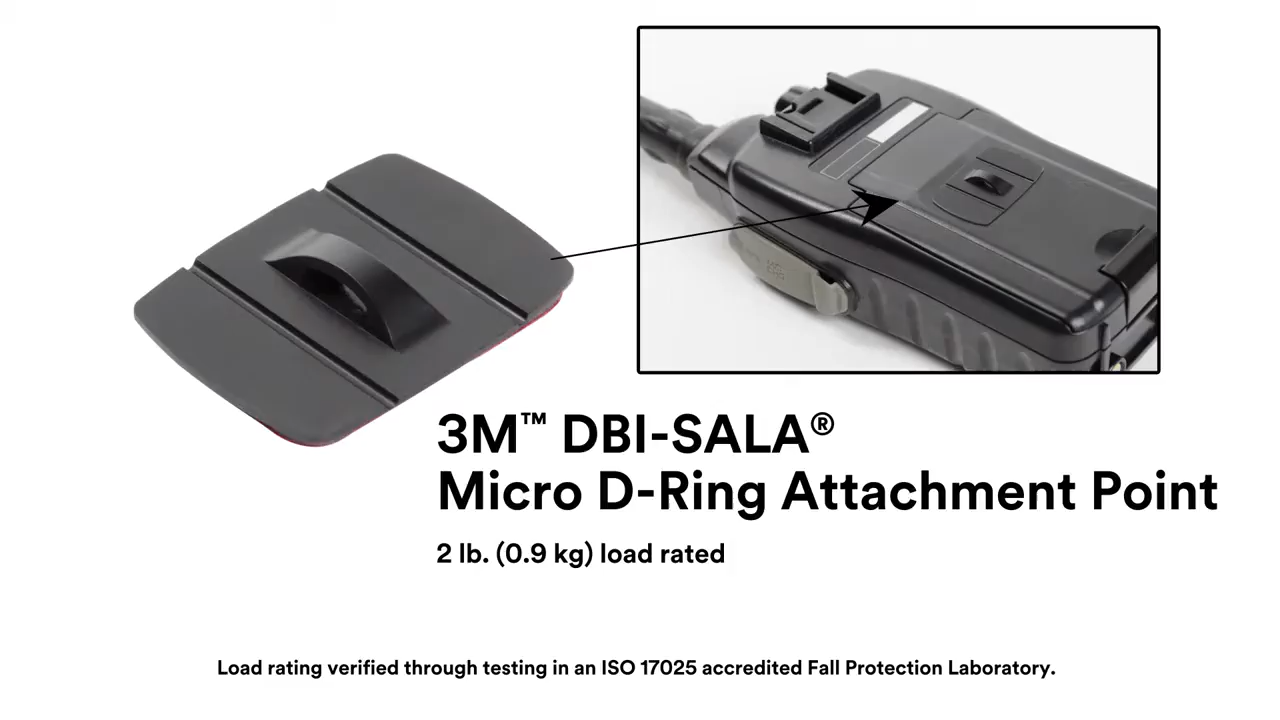 3M™ DBI-SALA®
Micro D-Ring Attachment Point
2 lb. (0.9 kg) load rated
Load rating verified through testing in an ISO 17025 accredited Fall Protection Laboratory.